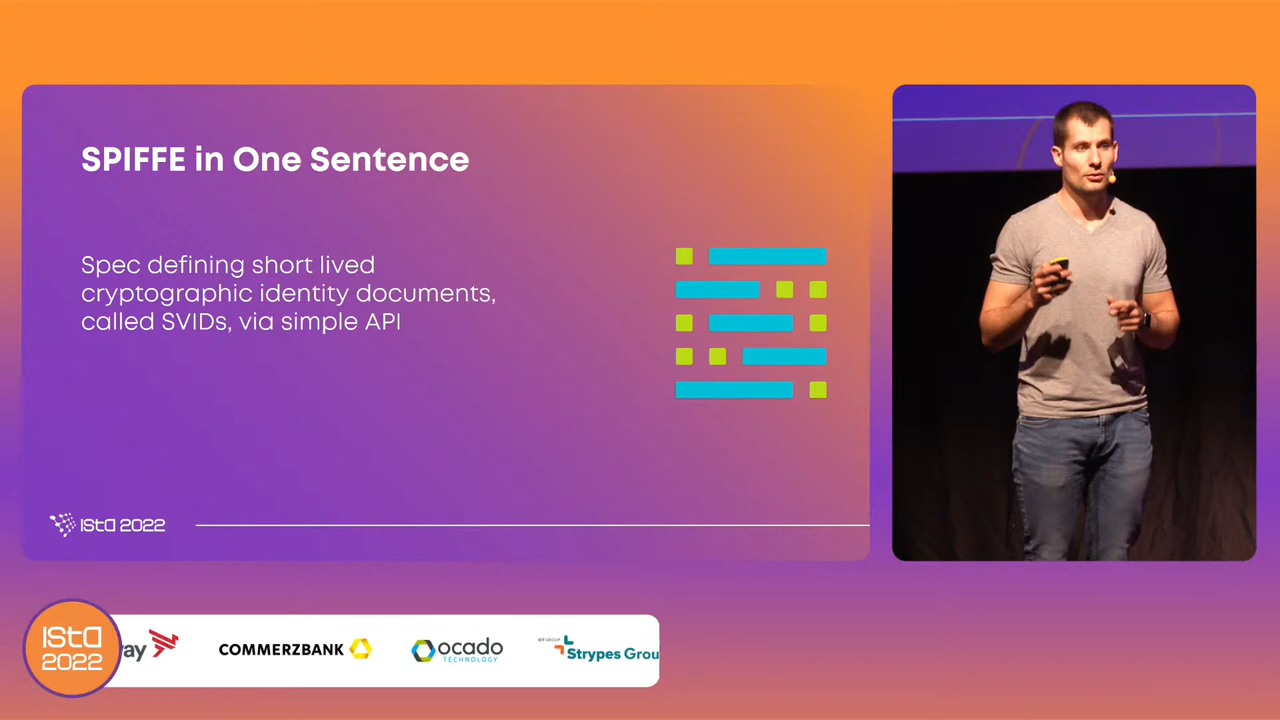 SPIFFE in One Sentence
Spec defining short lived
cryptographic identity documents,
called SVIDs, via simple API
ISTA 2022
ISTA
2022
COMMERZBANK
ocado
TECHNOLOGY
Strypes Grou